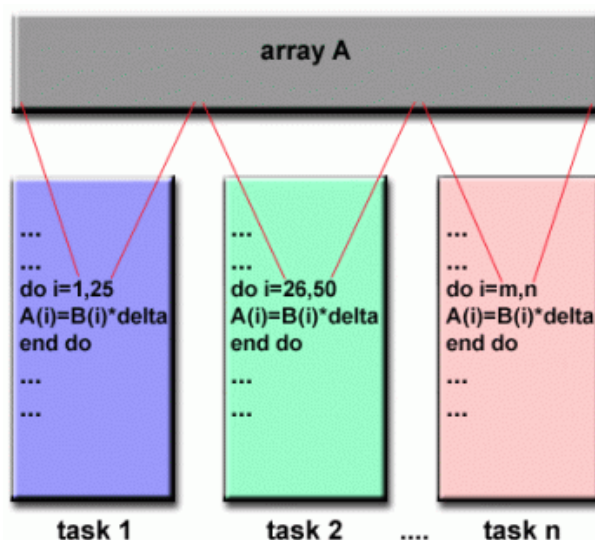 array A
...
...
do i=1,25
A(i)=B(i)*delta
end do
...
...
...
...
do i=26,50
A(i)=B(i)*delta
end do
...
...
...
...
do i=m,n
A(i)=B(i)*delta
end do
...
...
task 1
task 2
....
task n